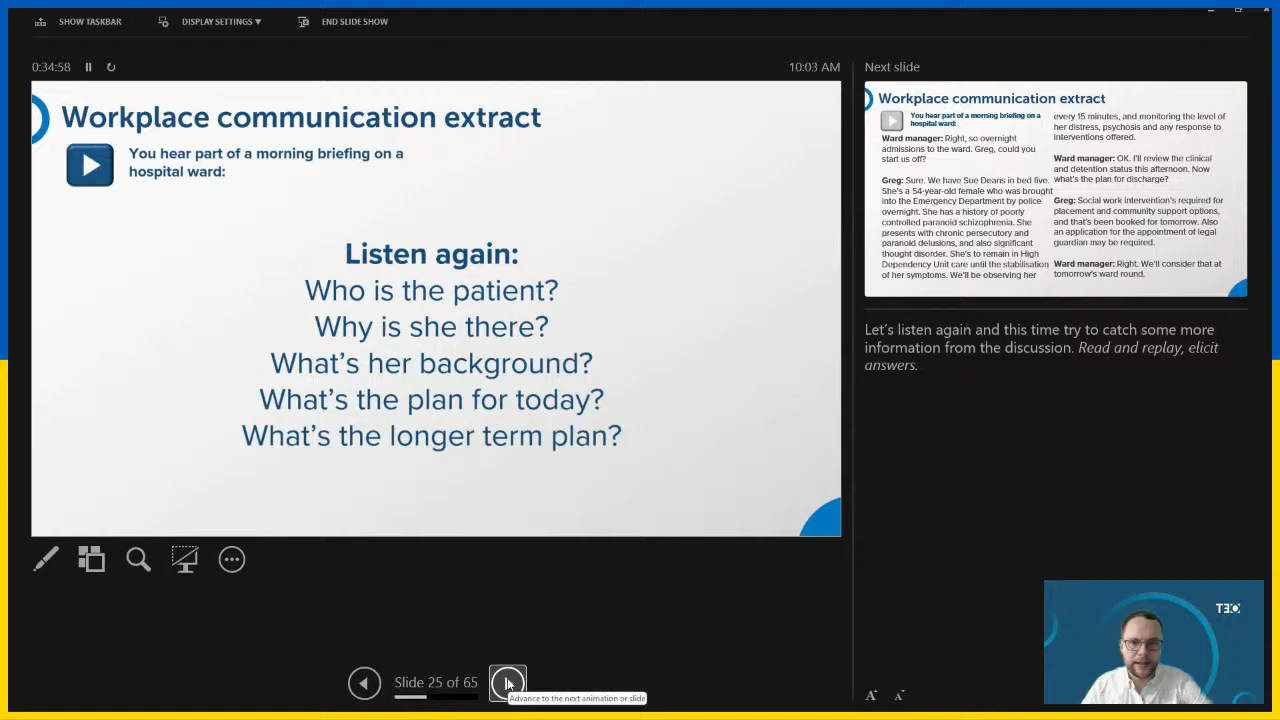 SHOW TASKBAR
DISPLAY SETTINGS ▼
END SLIDE SHOW
0:34:58
10:03 AM
Workplace communication extract
You hear part of a morning briefing on a
hospital ward:
Listen again:
Who is the patient?
Why is she there?
What's her background?
What's the plan for today?
What's the longer term plan?
Slide 25 of 65
Advance to the next animation or slide
Next slide
Workplace communication extract
You hear part of a morning briefing on a
hospital ward:
Ward manager: Right, so overnight
admissions to the ward. Greg, could you
start us off?
Greg: Sure. We have Sue Deans in bed five.
She's a 54-year-old female who was brought
into the Emergency Department by police
overnight. She has a history of poorly
controlled paranoid schizophrenia. She
presents with chronic persecutory and
paranoid delusions, and also significant
thought disorder. She's to remain in High
Dependency Unit care until the stabilisation
of her symptoms. We'll be observing her
every 15 minutes, and monitoring the level of
her distress, psychosis and any response to
interventions offered.
Ward manager: OK. I'll review the clinical
and detention status this afternoon. Now
what's the plan for discharge?
Greg: Social work intervention's required for
placement and community support options,
and that's been booked for tomorrow. Also
an application for the appointment of legal
guardian may be required.
Ward manager: Right. We'll consider that at
tomorrow's ward round.
Let's listen again and this time try to catch some more
information from the discussion. Read and replay, elicit
answers.
A A